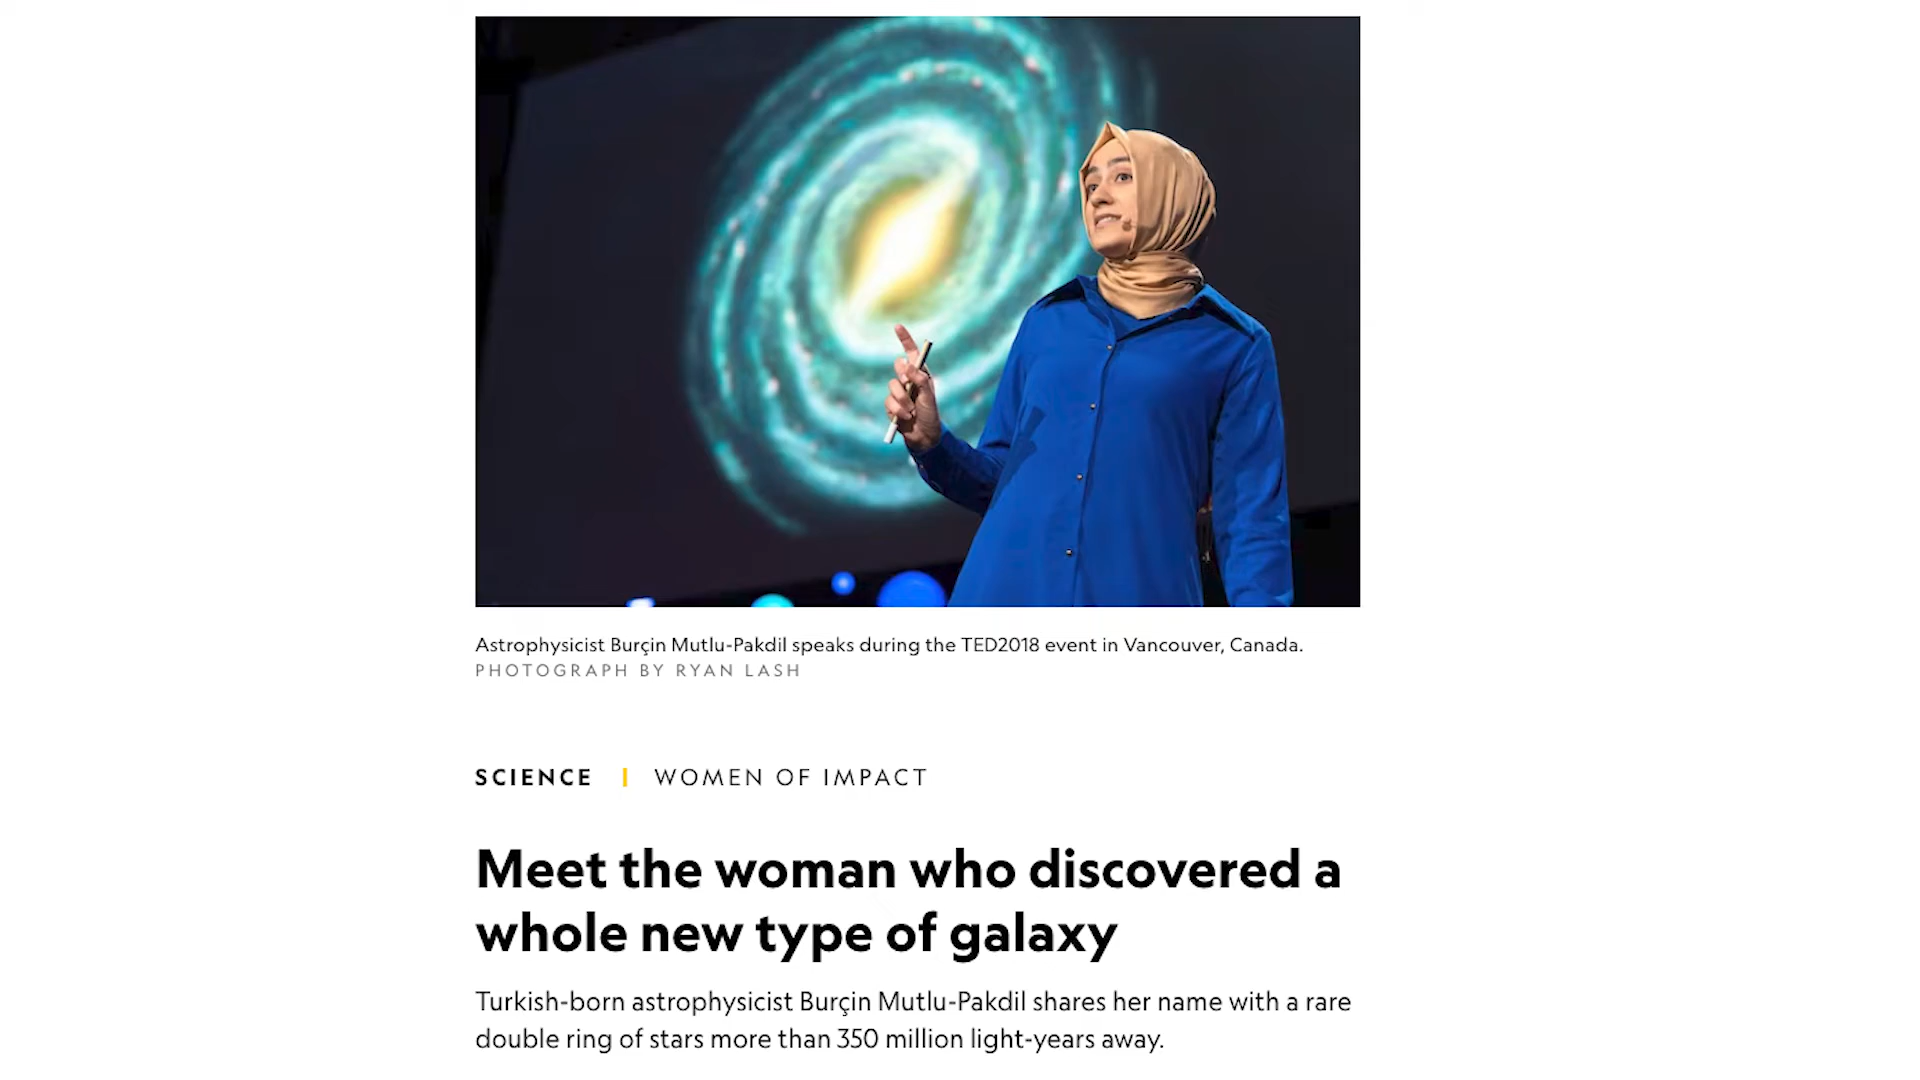 Astrophysicist Burçin Mutlu-Pakdil speaks during the TED2018 event in Vancouver, Canada.
PHOTOGRAPH BY RYAN LASH
SCIENCE | WOMEN OF IMPACT
Meet the woman who discovered a
whole new type of galaxy
Turkish-born astrophysicist Burçin Mutlu-Pakdil shares her name with a rare
double ring of stars more than 350 million light-years away.